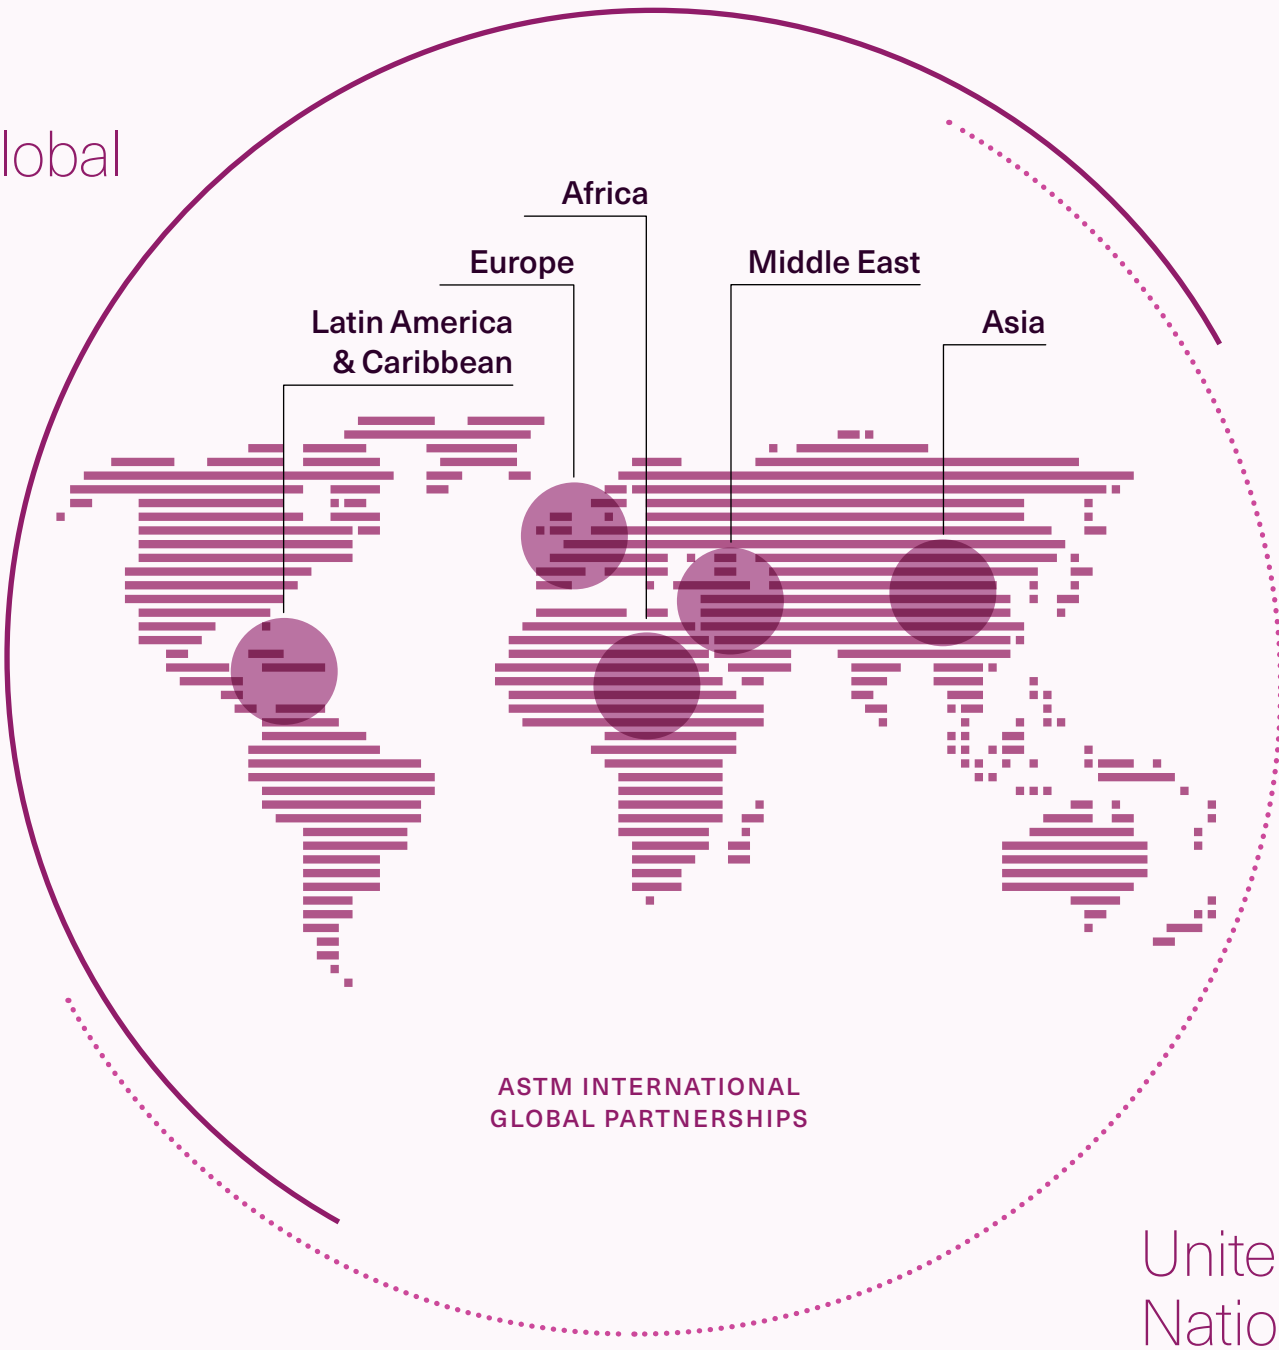 lobal
Africa
Europe
Middle East
Latin America
& Caribbean
Asia
ASTM INTERNATIONAL
GLOBAL PARTNERSHIPS
Unite
Natio